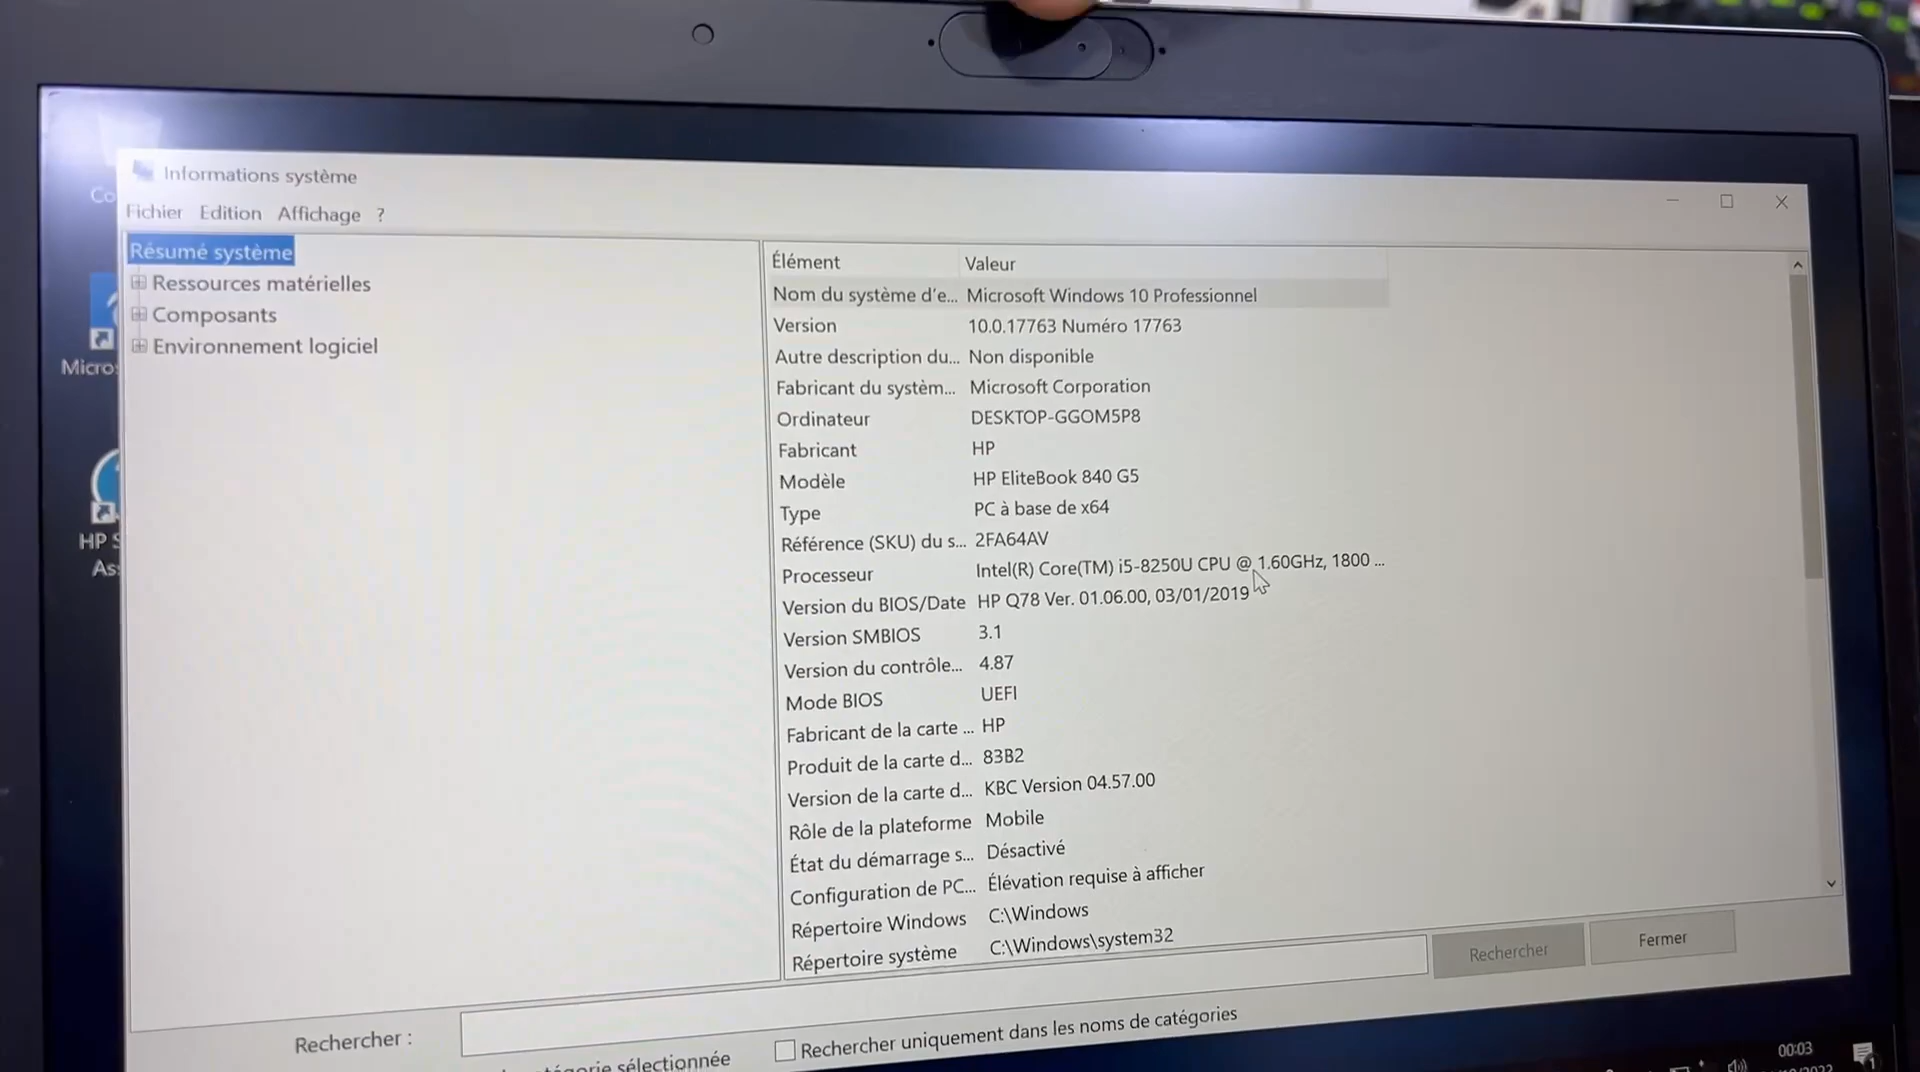 Informations système
Fichier Edition Affichage ?
Résumé système
Ressources matérielles
Composants
Environnement logiciel
Élément Valeur
Nom du système d'e... Microsoft Windows 10 Professionnel
Version 10.0.17763 Numéro 17763
Autre description du... Non disponible
Fabricant du systèm... Microsoft Corporation
Ordinateur DESKTOP-GGOM5P8
Fabricant HP
Modèle HP EliteBook 840 G5
Type PC à base de x64
Référence (SKU) du s... 2FA64AV
Processeur Intel(R) Core(TM) i5-8250U CPU @ 1.60GHz, 1800 ...
Version du BIOS/Date HP Q78 Ver. 01.06.00, 03/01/2019
Version SMBIOS 3.1
Version du contrôle... 4.87
Mode BIOS UEFI
Fabricant de la carte ... HP
Produit de la carte d... 83B2
Version de la carte d... KBC Version 04.57.00
Rôle de la plateforme Mobile
État du démarrage s... Désactivé
Configuration de PC... Élévation requise à afficher
Répertoire Windows C:\Windows
Répertoire système C:\Windows\system32
Rechercher :
Rechercher
Fermer
sélectionnée
Rechercher uniquement dans les noms de catégories
Co
Micro
HP S
As
00:03
1